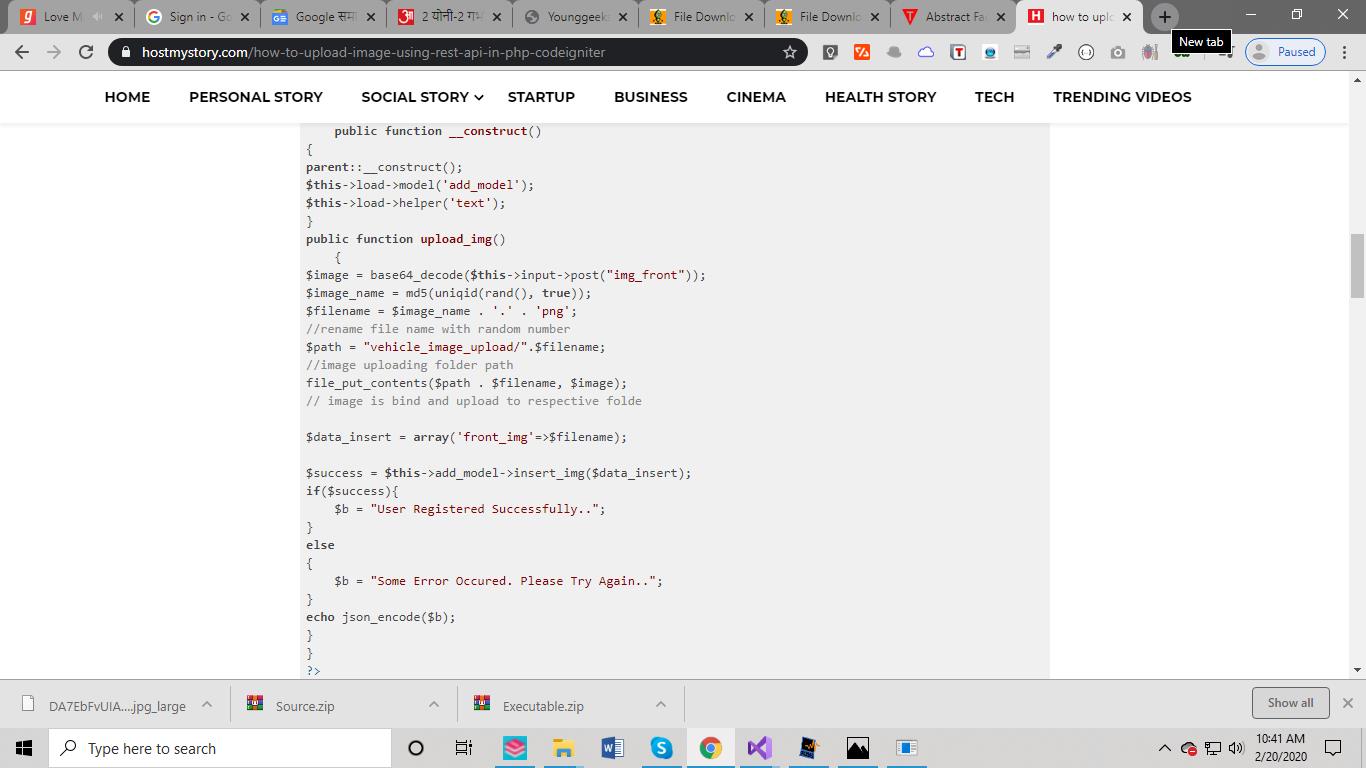 Love M
Sign in - Go
Google समा
2 योनी-2 गर्भ
Younggeeks
File Downlo
File Downlo
Abstract Fac
how to uplo
New tab
hostmystory.com/how-to-upload-image-using-rest-api-in-php-codeigniter
Paused
HOME PERSONAL STORY SOCIAL STORY STARTUP BUSINESS CINEMA HEALTH STORY TECH TRENDING VIDEOS
public function __construct()
{
parent::__construct();
$this->load->model('add_model');
$this->load->helper('text');
}
public function upload_img()
{
$image = base64_decode($this->input->post("img_front"));
$image_name = md5(uniqid(rand(), true));
$filename = $image_name . '.' . 'png';
//rename file name with random number
$path = "vehicle_image_upload/".$filename;
//image uploading folder path
file_put_contents($path . $filename, $image);
// image is bind and upload to respective folde
$data_insert = array('front_img'=>$filename);
$success = $this->add_model->insert_img($data_insert);
if($success){
$b = "User Registered Successfully..";
}
else
{
$b = "Some Error Occured. Please Try Again..";
}
echo json_encode($b);
}
}
?>
DA7EbFvUIA....jpg_large
Source.zip
Executable.zip
Show all
Type here to search
10:41 AM
2/20/2020